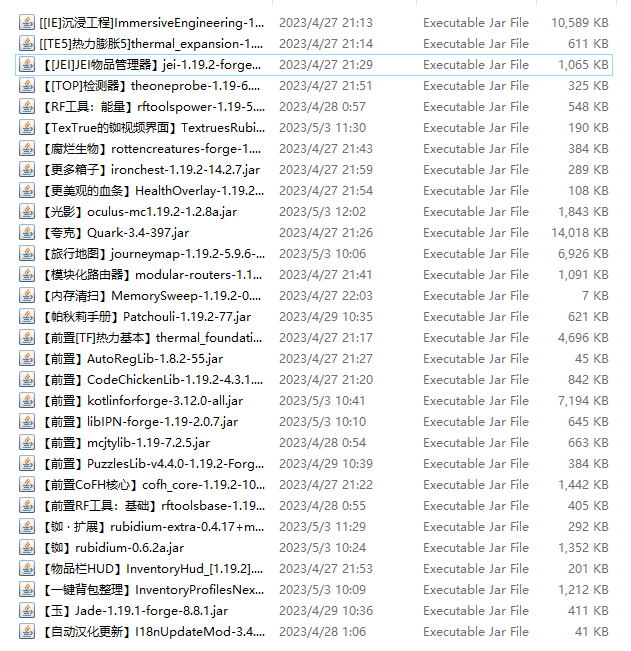 [[IE]沉浸工程]ImmersiveEngineering-1... 2023/4/27 21:13 Executable Jar File 10,589 KB
[[TE5]热力膨胀5]thermal_expansion-1.... 2023/4/27 21:14 Executable Jar File 611 KB
【[JEI]JEI物品管理器】jei-1.19.2-forge... 2023/4/27 21:29 Executable Jar File 1,065 KB
【[TOP]检测器】theoneprobe-1.19-6.... 2023/4/27 21:51 Executable Jar File 325 KB
【RF工具：能量】rftoolspower-1.19-5.... 2023/4/28 0:57 Executable Jar File 548 KB
【TexTrue的铷视频界面】TextruesRubi... 2023/5/3 11:30 Executable Jar File 190 KB
【腐烂生物】rottencreatures-forge-1.... 2023/4/27 21:43 Executable Jar File 384 KB
【更多箱子】ironchest-1.19.2-14.2.7.jar 2023/4/27 21:59 Executable Jar File 289 KB
【更美观的血条】HealthOverlay-1.19.2... 2023/4/27 21:54 Executable Jar File 108 KB
【光影】oculus-mc1.19.2-1.2.8a.jar 2023/5/3 12:02 Executable Jar File 1,843 KB
【夸克】Quark-3.4-397.jar 2023/4/27 21:26 Executable Jar File 14,018 KB
【旅行地图】journeymap-1.19.2-5.9.6-... 2023/5/3 10:06 Executable Jar File 6,926 KB
【模块化路由器】modular-routers-1.1... 2023/4/27 21:41 Executable Jar File 1,091 KB
【内存清扫】MemorySweep-1.19.2-0.... 2023/4/27 22:03 Executable Jar File 7 KB
【帕秋莉手册】Patchouli-1.19.2-77.jar 2023/4/29 10:35 Executable Jar File 621 KB
【前置[TF]热力基本】thermal_foundati... 2023/4/27 21:17 Executable Jar File 4,696 KB
【前置】AutoRegLib-1.8.2-55.jar 2023/4/27 21:27 Executable Jar File 45 KB
【前置】CodeChickenLib-1.19.2-4.3.1.... 2023/4/27 21:20 Executable Jar File 842 KB
【前置】kotlinforforge-3.12.0-all.jar 2023/5/3 10:41 Executable Jar File 7,194 KB
【前置】libIPN-forge-1.19-2.0.7.jar 2023/5/3 10:10 Executable Jar File 645 KB
【前置】mcjtylib-1.19-7.2.5.jar 2023/4/28 0:54 Executable Jar File 663 KB
【前置】PuzzlesLib-v4.4.0-1.19.2-Forg... 2023/4/29 10:39 Executable Jar File 384 KB
【前置CoFH核心】cofh_core-1.19.2-10... 2023/4/27 21:22 Executable Jar File 1,442 KB
【前置RF工具：基础】rftoolsbase-1.19... 2023/4/28 0:55 Executable Jar File 405 KB
【铷 · 扩展】rubidium-extra-0.4.17+m... 2023/5/3 11:29 Executable Jar File 292 KB
【铷】rubidium-0.6.2a.jar 2023/5/3 10:24 Executable Jar File 1,352 KB
【物品栏HUD】InventoryHud_[1.19.2].... 2023/4/27 21:53 Executable Jar File 201 KB
【一键背包整理】InventoryProfilesNex... 2023/5/3 10:09 Executable Jar File 1,212 KB
【玉】Jade-1.19.1-forge-8.8.1.jar 2023/4/29 10:36 Executable Jar File 411 KB
【自动汉化更新】I18nUpdateMod-3.4.... 2023/4/28 1:06 Executable Jar File 41 KB